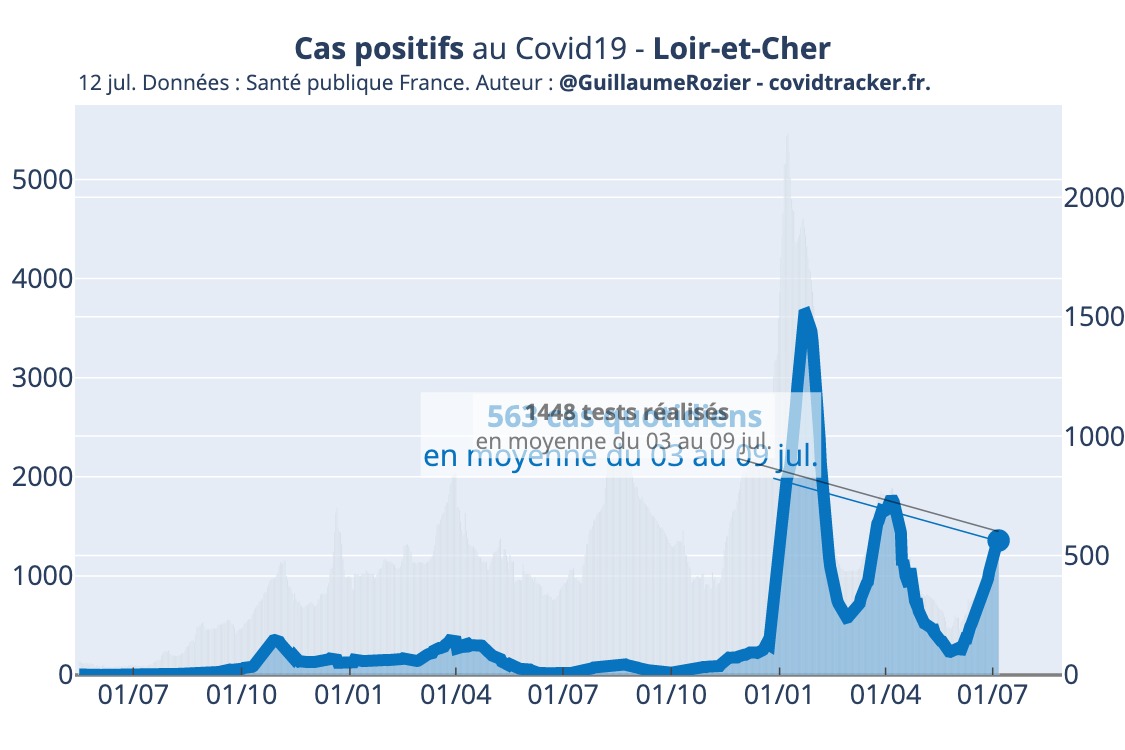 Cas positifs au Covid19 - Loir-et-Cher
12 jul. Données : Santé publique France. Auteur : @GuillaumeRozier - covidtracker.fr.
5000
4000
3000
2000
1000
0
2000
1500
1000
500
0
1448 tests réalisés
en moyenne du 03 au 09 jul.
563 cas quotidiens
en moyenne du 03 au 09 jul.
01/07 01/10 01/01 01/04 01/07 01/10 01/01 01/04 01/07